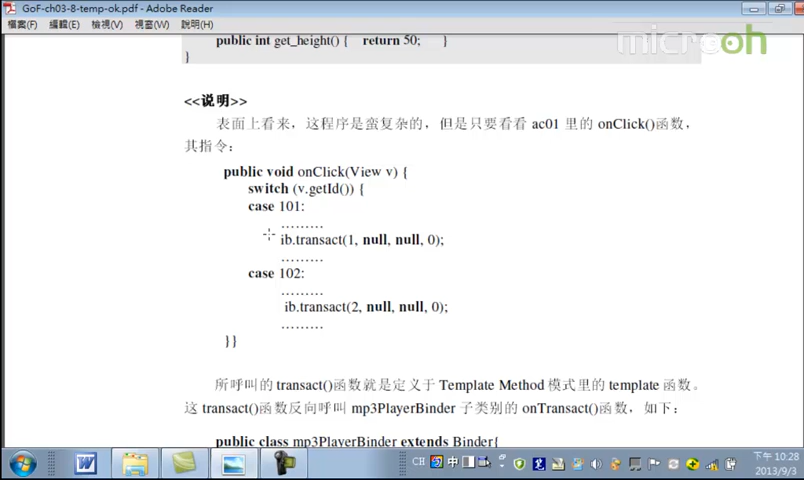 GoF-ch03-8-temp-ok.pdf - Adobe Reader
檔案(F) 編輯(E) 檢視(V) 視窗(W) 說明(H)
microoh
public int get_height() { return 50; }
}
<<说明>>
表面上看来，这程序是蛮复杂的，但是只要看看 ac01 里的 onClick()函数，
其指令：
public void onClick(View v) {
switch (v.getId()) {
case 101:
………
ib.transact(1, null, null, 0);
………
case 102:
………
ib.transact(2, null, null, 0);
………
}}
所呼叫的 transact()函数就是定义于 Template Method 模式里的 template 函数。
这 transact()函数反向呼叫 mp3PlayerBinder 子类别的 onTransact()函数，如下：
public class mp3PlayerBinder extends Binder{
CH 中 下午 10:28
2013/9/3